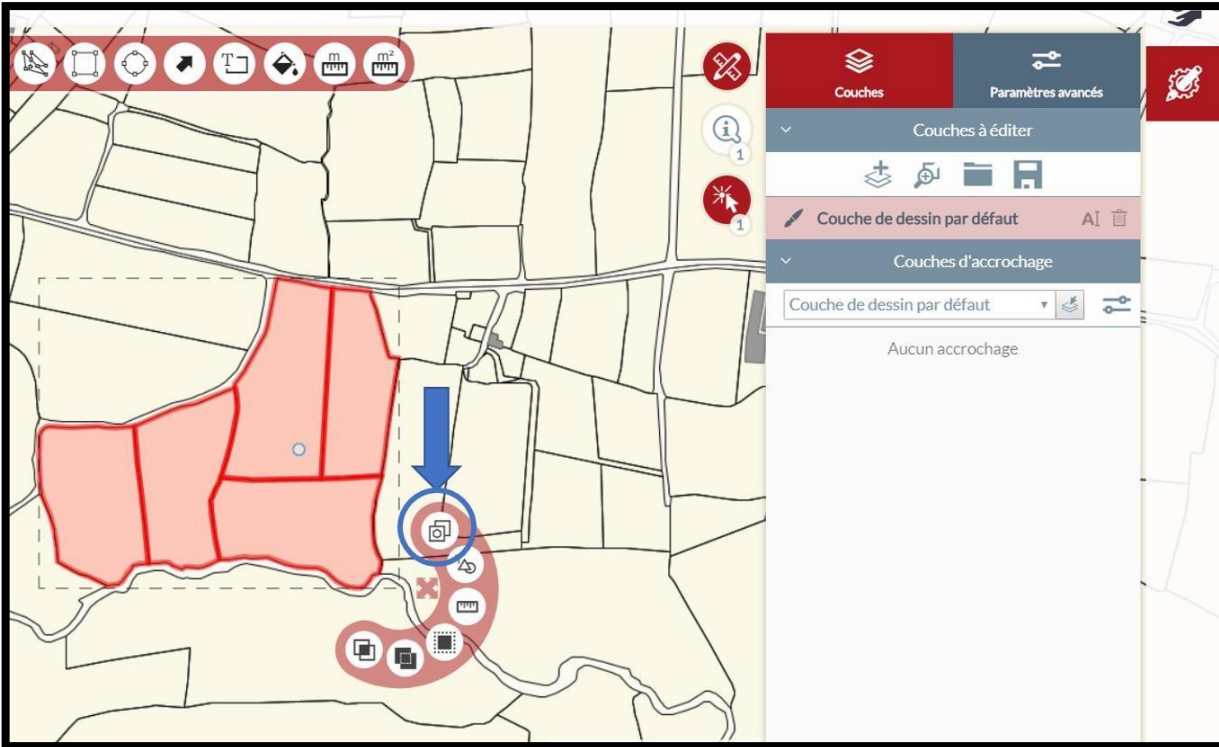 T
m
m²
1
1
Couches
Paramètres avancés
Couches à éditer
Couche de dessin par défaut
AI
Couches d'accrochage
Couche de dessin par défaut
Aucun accrochage